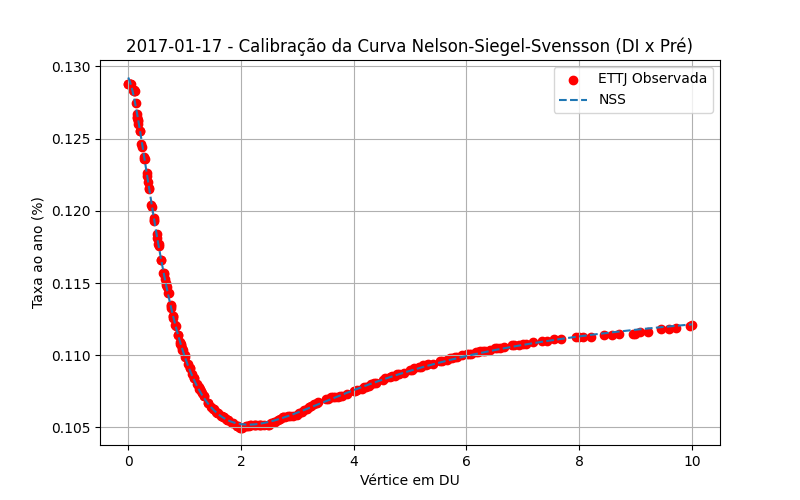 2017-01-17 - Calibração da Curva Nelson-Siegel-Svensson (DI x Pré)
ETTJ Observada
NSS
Taxa ao ano (%)
0.130
0.125
0.120
0.115
0.110
0.105
0 2 4 6 8 10
Vértice em DU